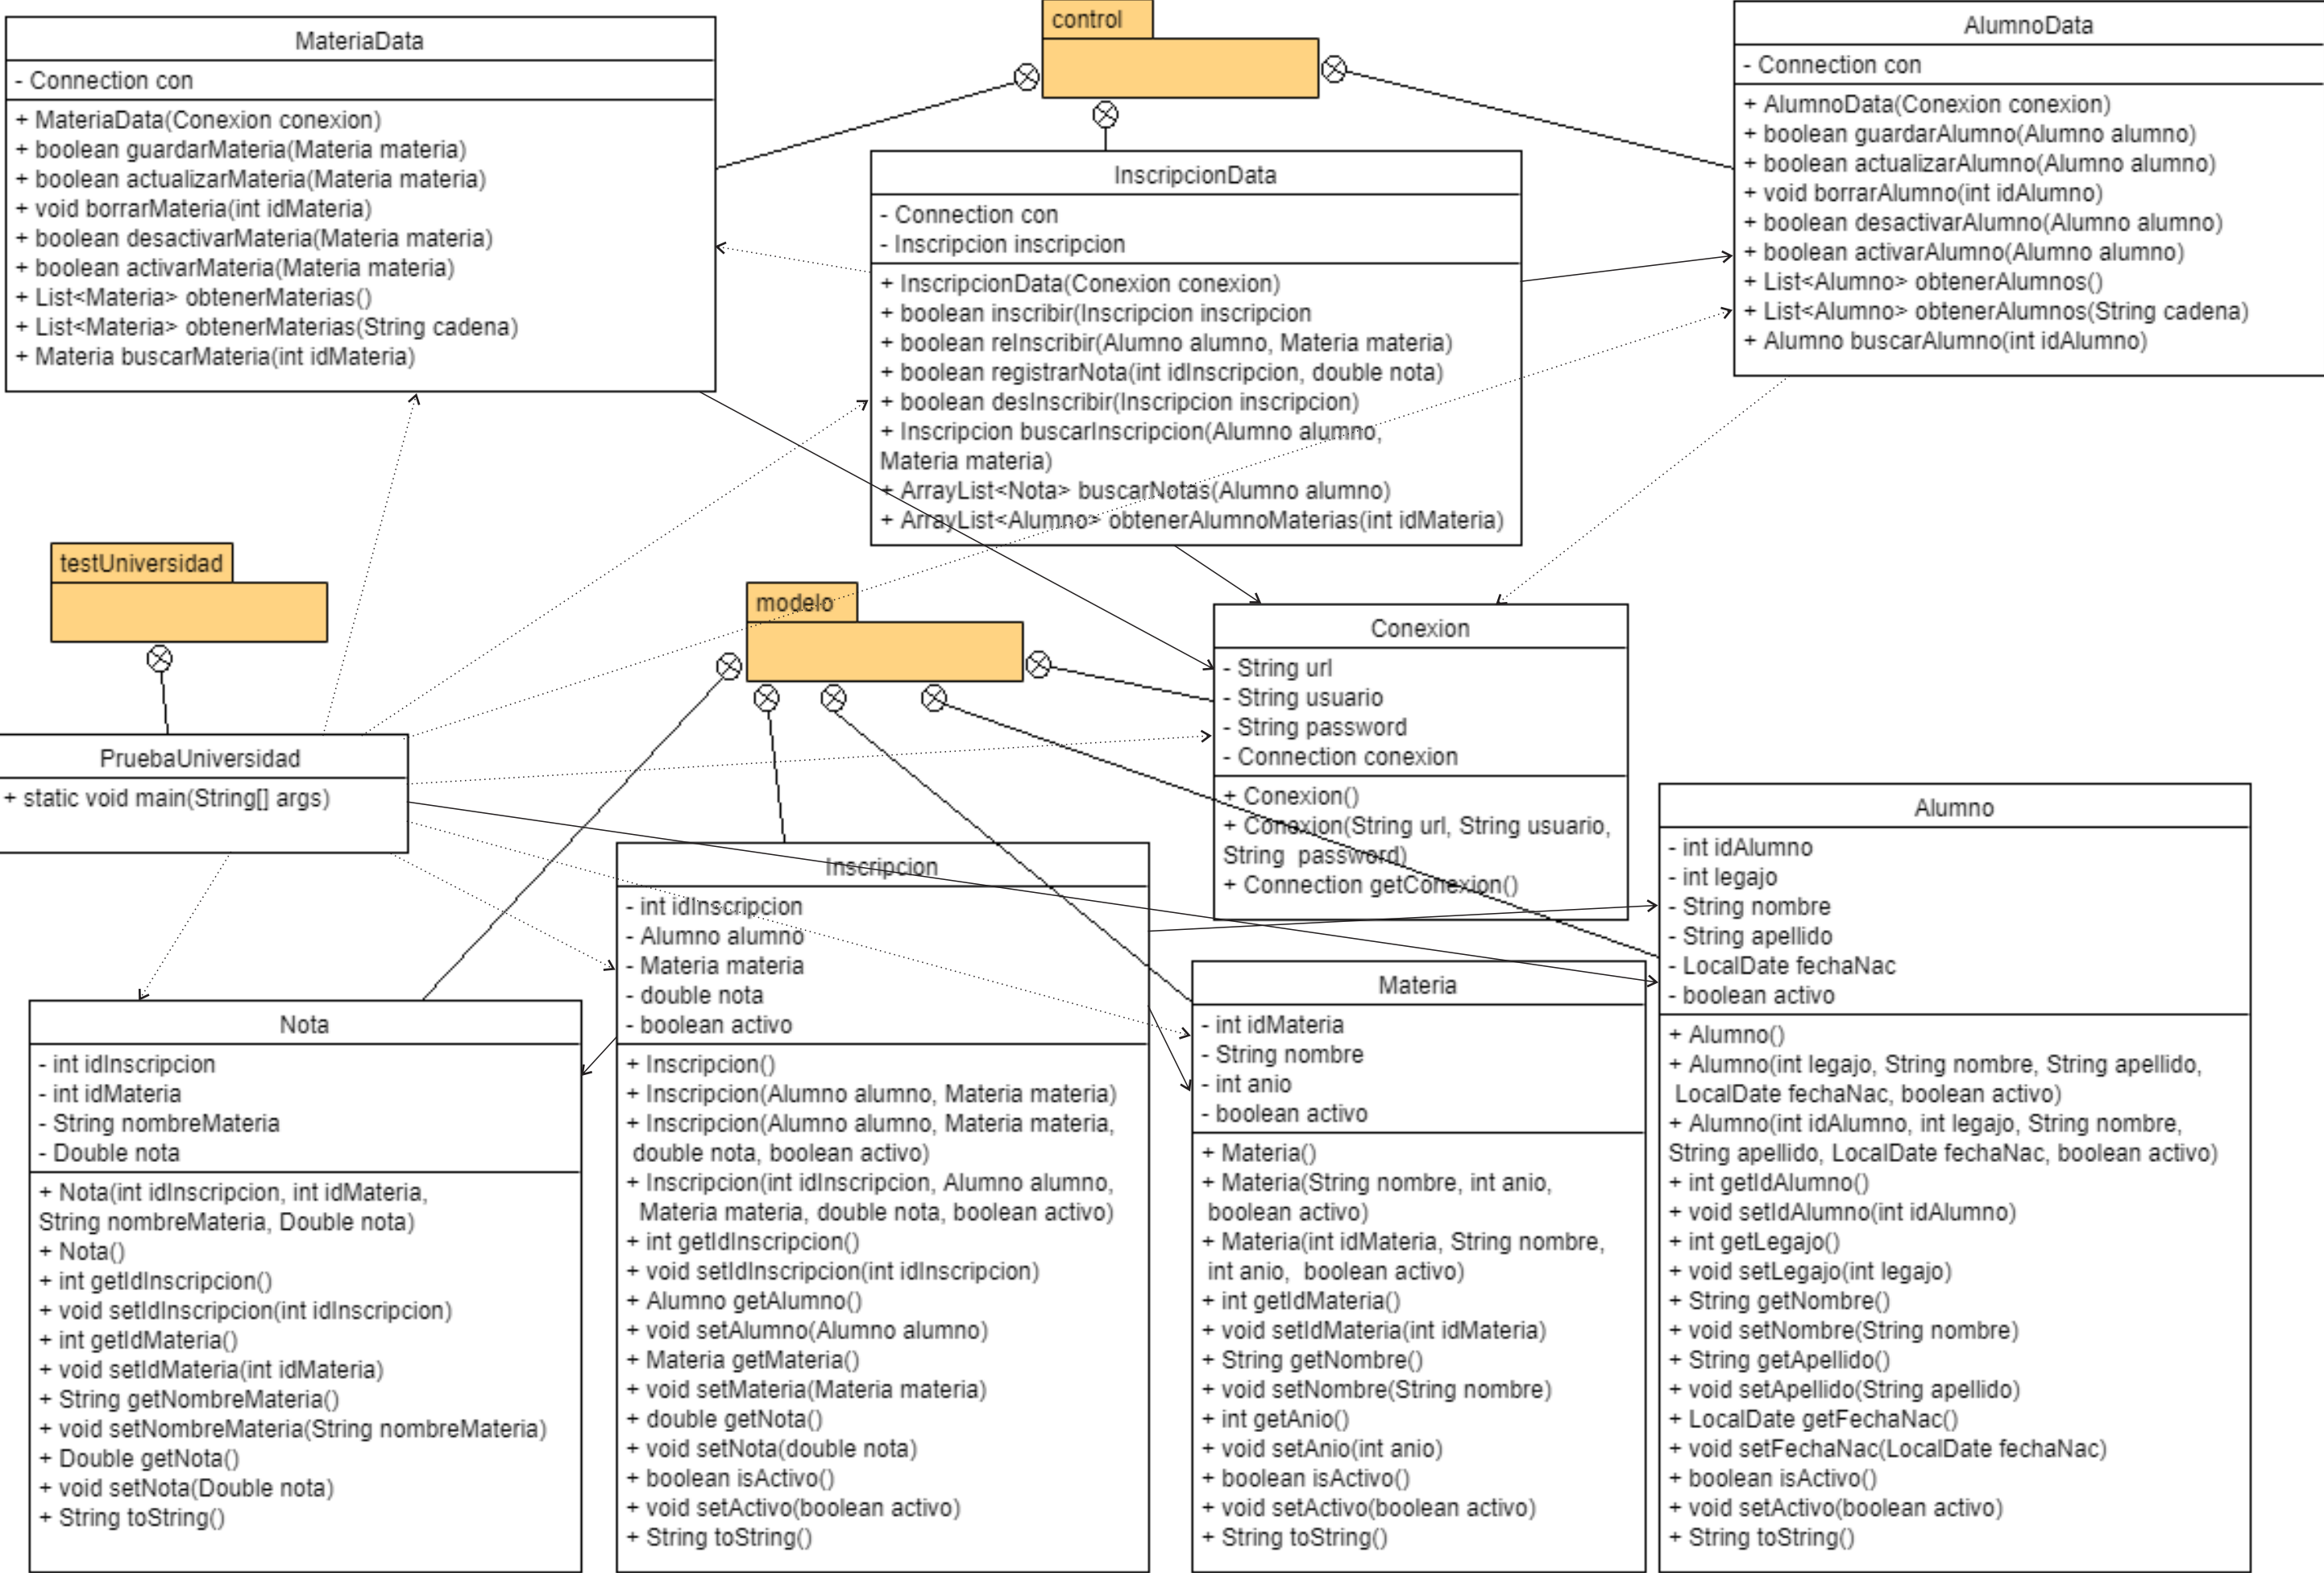 MateriaData
- Connection con
+ MateriaData(Conexion conexion)
+ boolean guardarMateria(Materia materia)
+ boolean actualizarMateria(Materia materia)
+ void borrarMateria(int idMateria)
+ boolean desactivarMateria(Materia materia)
+ boolean activarMateria(Materia materia)
+ List<Materia> obtenerMaterias()
+ List<Materia> obtenerMaterias(String cadena)
+ Materia buscarMateria(int idMateria)
control
InscripcionData
- Connection con
- Inscripcion inscripcion
+ InscripcionData(Conexion conexion)
+ boolean inscribir(Inscripcion inscripcion
+ boolean reInscribir(Alumno alumno, Materia materia)
+ boolean registrarNota(int idInscripcion, double nota)
+ boolean desInscribir(Inscripcion inscripcion)
+ Inscripcion buscarInscripcion(Alumno alumno,
Materia materia)
+ ArrayList<Nota> buscarNotas(Alumno alumno)
+ ArrayList<Alumno> obtenerAlumnoMaterias(int idMateria)
AlumnoData
- Connection con
+ AlumnoData(Conexion conexion)
+ boolean guardarAlumno(Alumno alumno)
+ boolean actualizarAlumno(Alumno alumno)
+ void borrarAlumno(int idAlumno)
+ boolean desactivarAlumno(Alumno alumno)
+ boolean activarAlumno(Alumno alumno)
+ List<Alumno> obtenerAlumnos()
+ List<Alumno> obtenerAlumnos(String cadena)
+ Alumno buscarAlumno(int idAlumno)
testUniversidad
modelo
Conexion
- String url
- String usuario
- String password
- Connection conexion
+ Conexion()
+ Conexion(String url, String usuario,
String password)
+ Connection getConexion()
PruebaUniversidad
+ static void main(String[] args)
Nota
- int idInscripcion
- int idMateria
- String nombreMateria
- Double nota
+ Nota(int idInscripcion, int idMateria,
String nombreMateria, Double nota)
+ Nota()
+ int getIdInscripcion()
+ void setIdInscripcion(int idInscripcion)
+ int getIdMateria()
+ void setIdMateria(int idMateria)
+ String getNombreMateria()
+ void setNombreMateria(String nombreMateria)
+ Double getNota()
+ void setNota(Double nota)
+ String toString()
Inscripcion
- int idInscripcion
- Alumno alumno
- Materia materia
- double nota
- boolean activo
+ Inscripcion()
+ Inscripcion(Alumno alumno, Materia materia)
+ Inscripcion(Alumno alumno, Materia materia,
double nota, boolean activo)
+ Inscripcion(int idInscripcion, Alumno alumno,
Materia materia, double nota, boolean activo)
+ int getIdInscripcion()
+ void setIdInscripcion(int idInscripcion)
+ Alumno getAlumno()
+ void setAlumno(Alumno alumno)
+ Materia getMateria()
+ void setMateria(Materia materia)
+ double getNota()
+ void setNota(double nota)
+ boolean isActivo()
+ void setActivo(boolean activo)
+ String toString()
Materia
- int idMateria
- String nombre
- int anio
- boolean activo
+ Materia()
+ Materia(String nombre, int anio,
boolean activo)
+ Materia(int idMateria, String nombre,
int anio, boolean activo)
+ int getIdMateria()
+ void setIdMateria(int idMateria)
+ String getNombre()
+ void setNombre(String nombre)
+ int getAnio()
+ void setAnio(int anio)
+ boolean isActivo()
+ void setActivo(boolean activo)
+ String toString()
Alumno
- int idAlumno
- int legajo
- String nombre
- String apellido
- LocalDate fechaNac
- boolean activo
+ Alumno()
+ Alumno(int legajo, String nombre, String apellido,
LocalDate fechaNac, boolean activo)
+ Alumno(int idAlumno, int legajo, String nombre,
String apellido, LocalDate fechaNac, boolean activo)
+ int getIdAlumno()
+ void setIdAlumno(int idAlumno)
+ int getLegajo()
+ void setLegajo(int legajo)
+ String getNombre()
+ void setNombre(String nombre)
+ String getApellido()
+ void setApellido(String apellido)
+ LocalDate getFechaNac()
+ void setFechaNac(LocalDate fechaNac)
+ boolean isActivo()
+ void setActivo(boolean activo)
+ String toString()